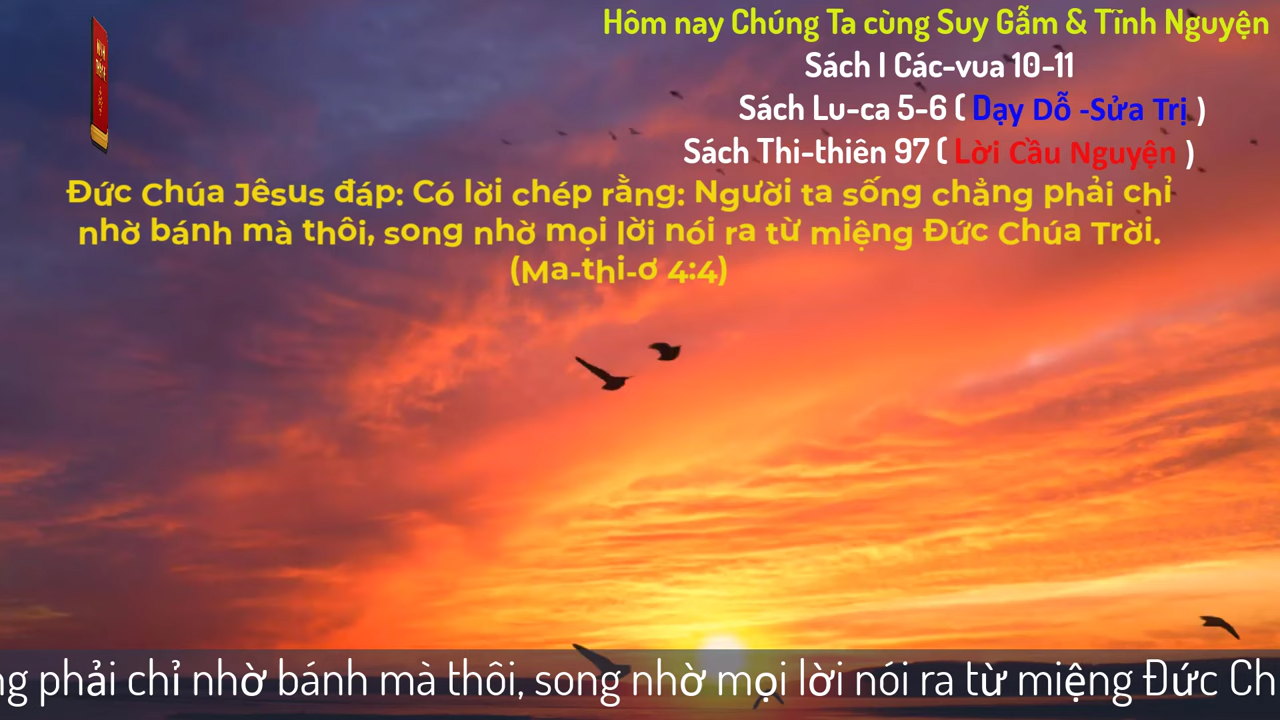 Hôm nay Chúng Ta cùng Suy Gẫm & Tĩnh Nguyện
Sách I Các-vua 10-11
Sách Lu-ca 5-6 ( Dạy Dỗ -Sửa Trị )
Sách Thi-thiên 97 ( Lời Cầu Nguyện )
Đức Chúa Jêsus đáp: Có lời chép rằng: Người ta sống chẳng phải chỉ
nhờ bánh mà thôi, song nhờ mọi lời nói ra từ miệng Đức Chúa Trời.
(Ma-thi-ơ 4:4)
ng phải chỉ nhờ bánh mà thôi, song nhờ mọi lời nói ra từ miệng Đức Ch